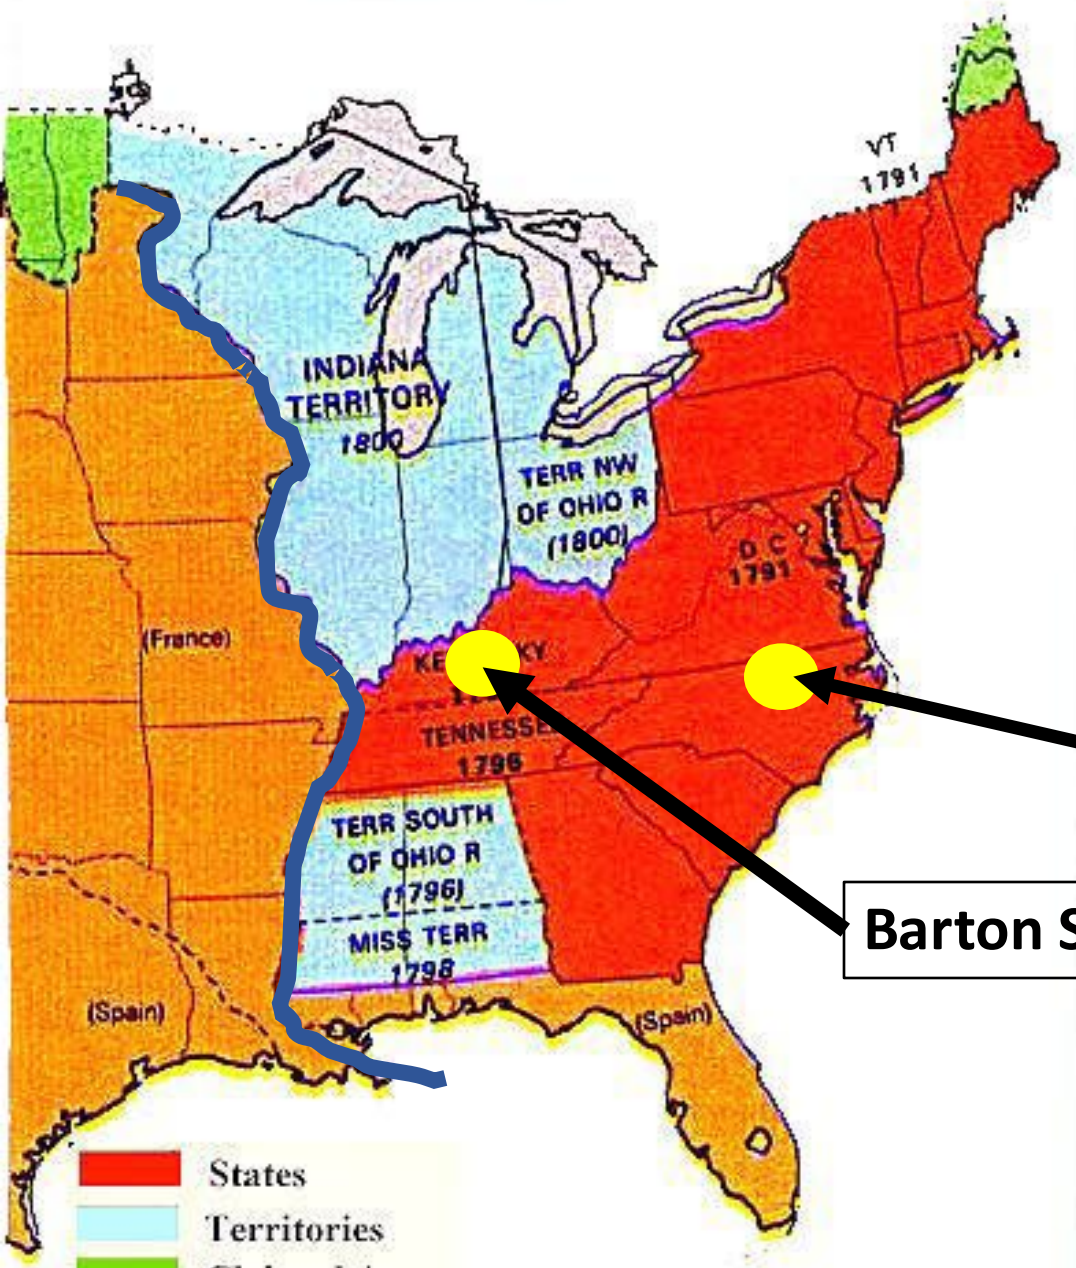 VT
1791
INDIANA
TERRITORY
1800
TERR NW
OF OHIO R
(1800)
D C
1791
(France)
TENNESSEE
1796
TERR SOUTH
OF OHIO R
(1796)
MISS TERR
1798
Barton S
(Spain)
(Spain)
States
Territories